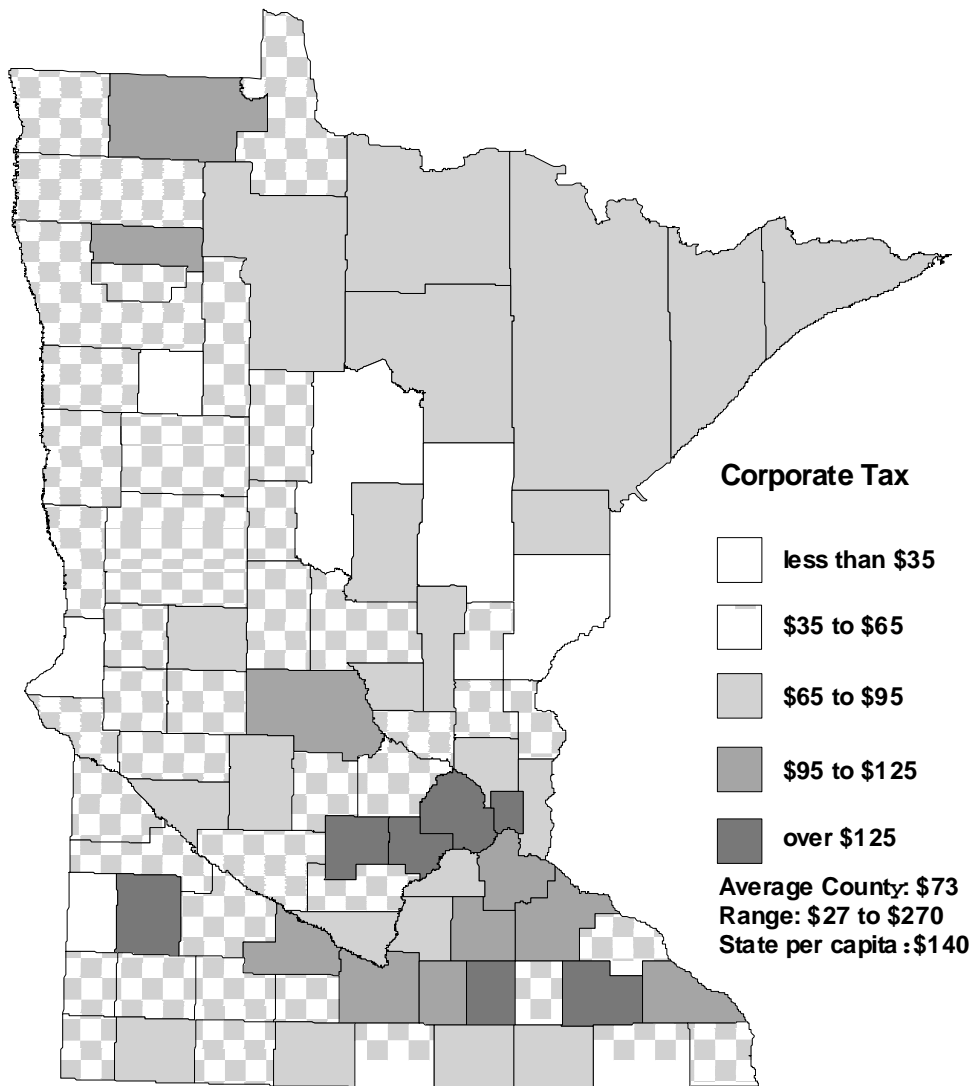 Corporate Tax
less than $35
$35 to $65
$65 to $95
$95 to $125
over $125
Average County: $73
Range: $27 to $270
State per capita : $140